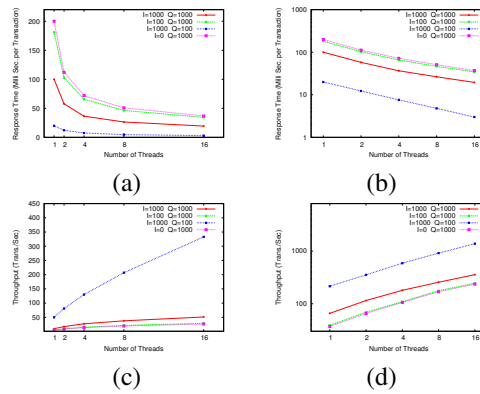 I=1000 Q=1000
I=100 Q=1000
I=1000 Q=100
I=0 Q=1000
Response Time (Milli Sec per Transaction)
200
150
100
50
0
1 2 4 8 16
Number of Threads
(a)
I=1000 Q=1000
I=100 Q=1000
I=1000 Q=100
I=0 Q=1000
Response Time (Milli Sec per Transaction)
1000
100
10
1
1 2 4 8 16
Number of Threads
(b)
I=1000 Q=1000
I=100 Q=1000
I=1000 Q=100
I=0 Q=1000
Throughput (Trans/Sec)
450
400
350
300
250
200
150
100
50
1 2 4 8 16
Number of Threads
(c)
I=1000 Q=1000
I=100 Q=1000
I=1000 Q=100
I=0 Q=1000
Throughput (Trans/Sec)
1000
100
1 2 4 8 16
Number of Threads
(d)